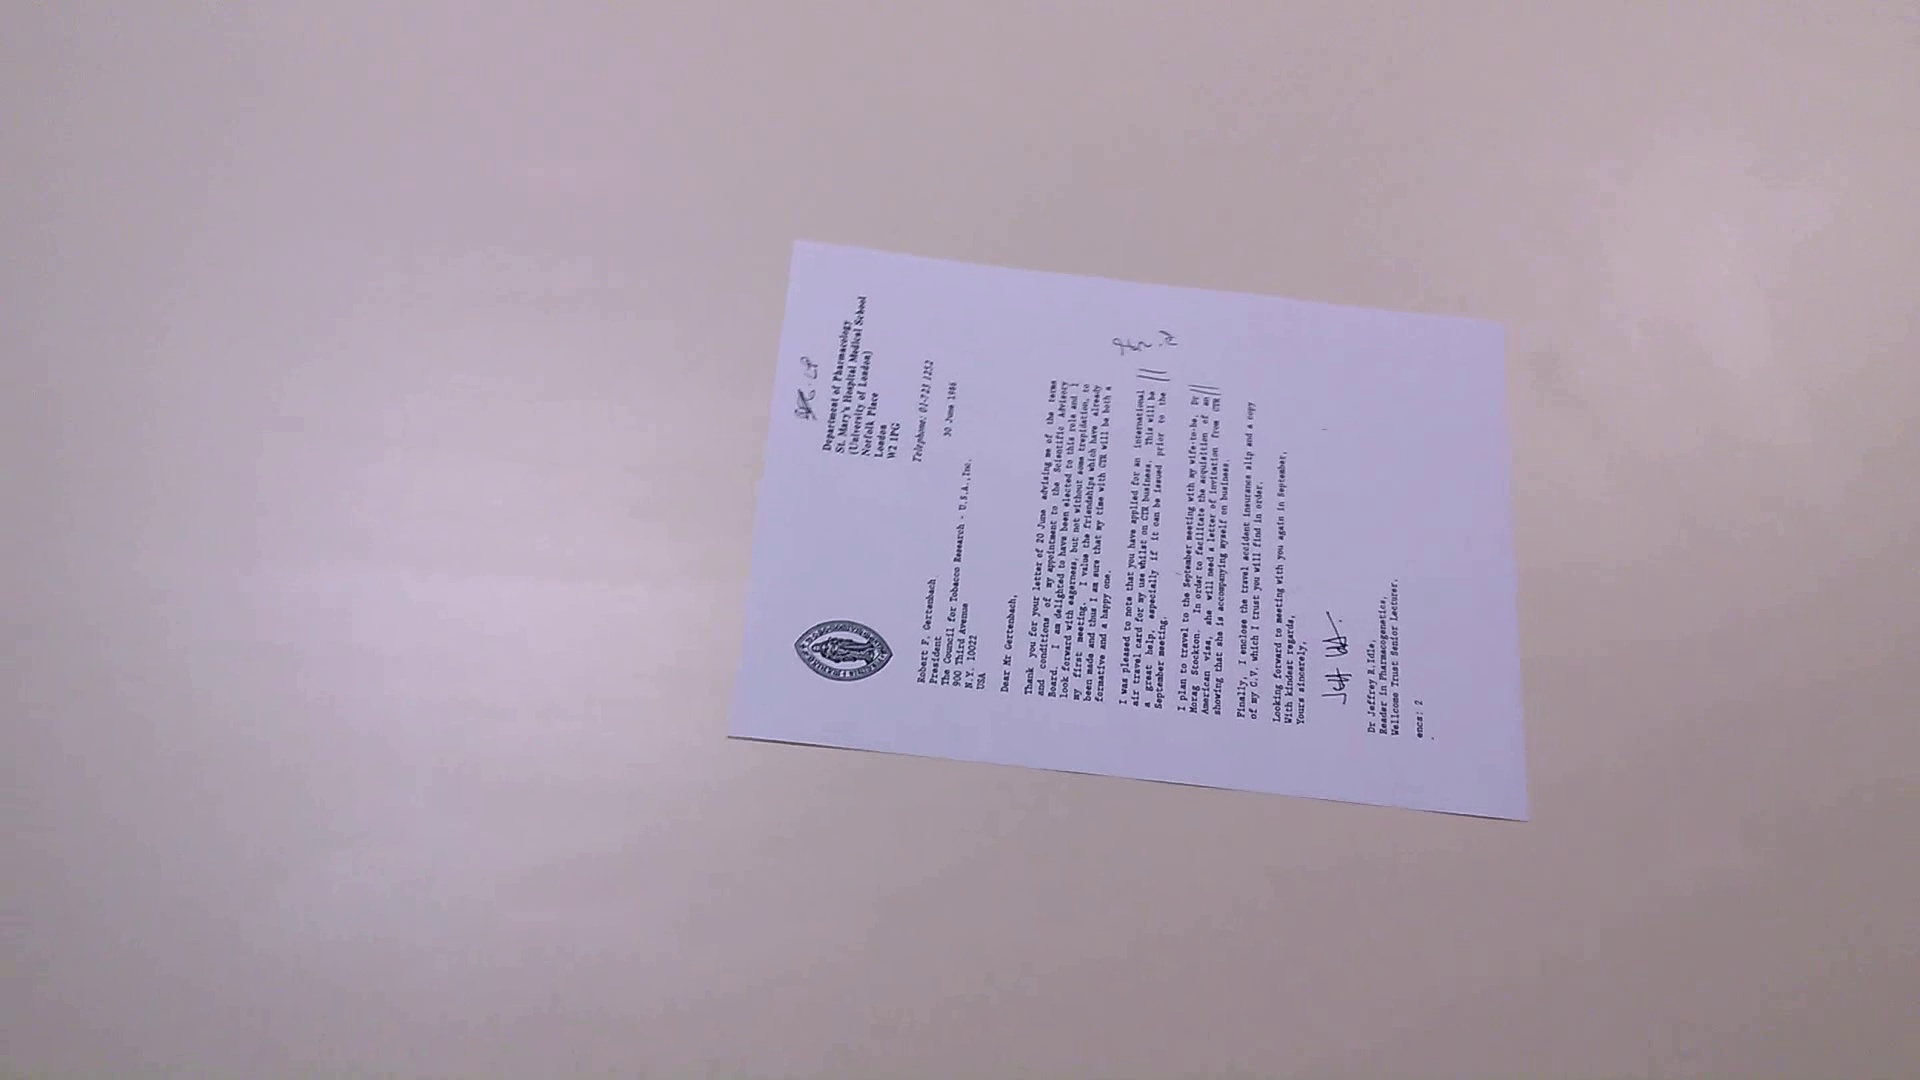 Department of Pharmacology
St. Mary's Hospital Medical School
(University of London)
Norfolk Place
London
W2 1PG
Telephone: 01-723 1252
30 June 1986
Robert F. Gertenbach,
President
The Council for Tobacco Research - U.S.A., Inc.
900 Third Avenue
N.Y. 10022
USA
Dear Mr Gertenbach,
Thank you for your letter of 20 June advising me of the terms
and conditions of my appointment to the Scientific Advisory
Board. I am delighted to have been elected to this role and I
look forward with eagerness, but not without some trepidation, to
my first meeting. I value the friendships which have already
been made and thus I am sure that my time with CTR will be both a
formative and a happy one.
I was pleased to note that you have applied for an international
air travel card for my use whilst on CTR business. This will be
a great help, especially if it can be issued prior to the
September meeting.
I plan to travel to the September meeting with my wife-to-be, Dr
Morag Stockton. In order to facilitate the acquisition of an
American visa, she will need a letter of invitation from CTR
showing that she is accompanying myself on business.
Finally, I enclose the travel accident insurance slip and a copy
of my C.V. which I trust you will find in order.
Looking forward to meeting with you again in September,
With kindest regards,
Yours sincerely,
Dr Jeffrey R. Idle,
Reader in Pharmacogenetics,
Wellcome Trust Senior Lecturer.
encs: 2